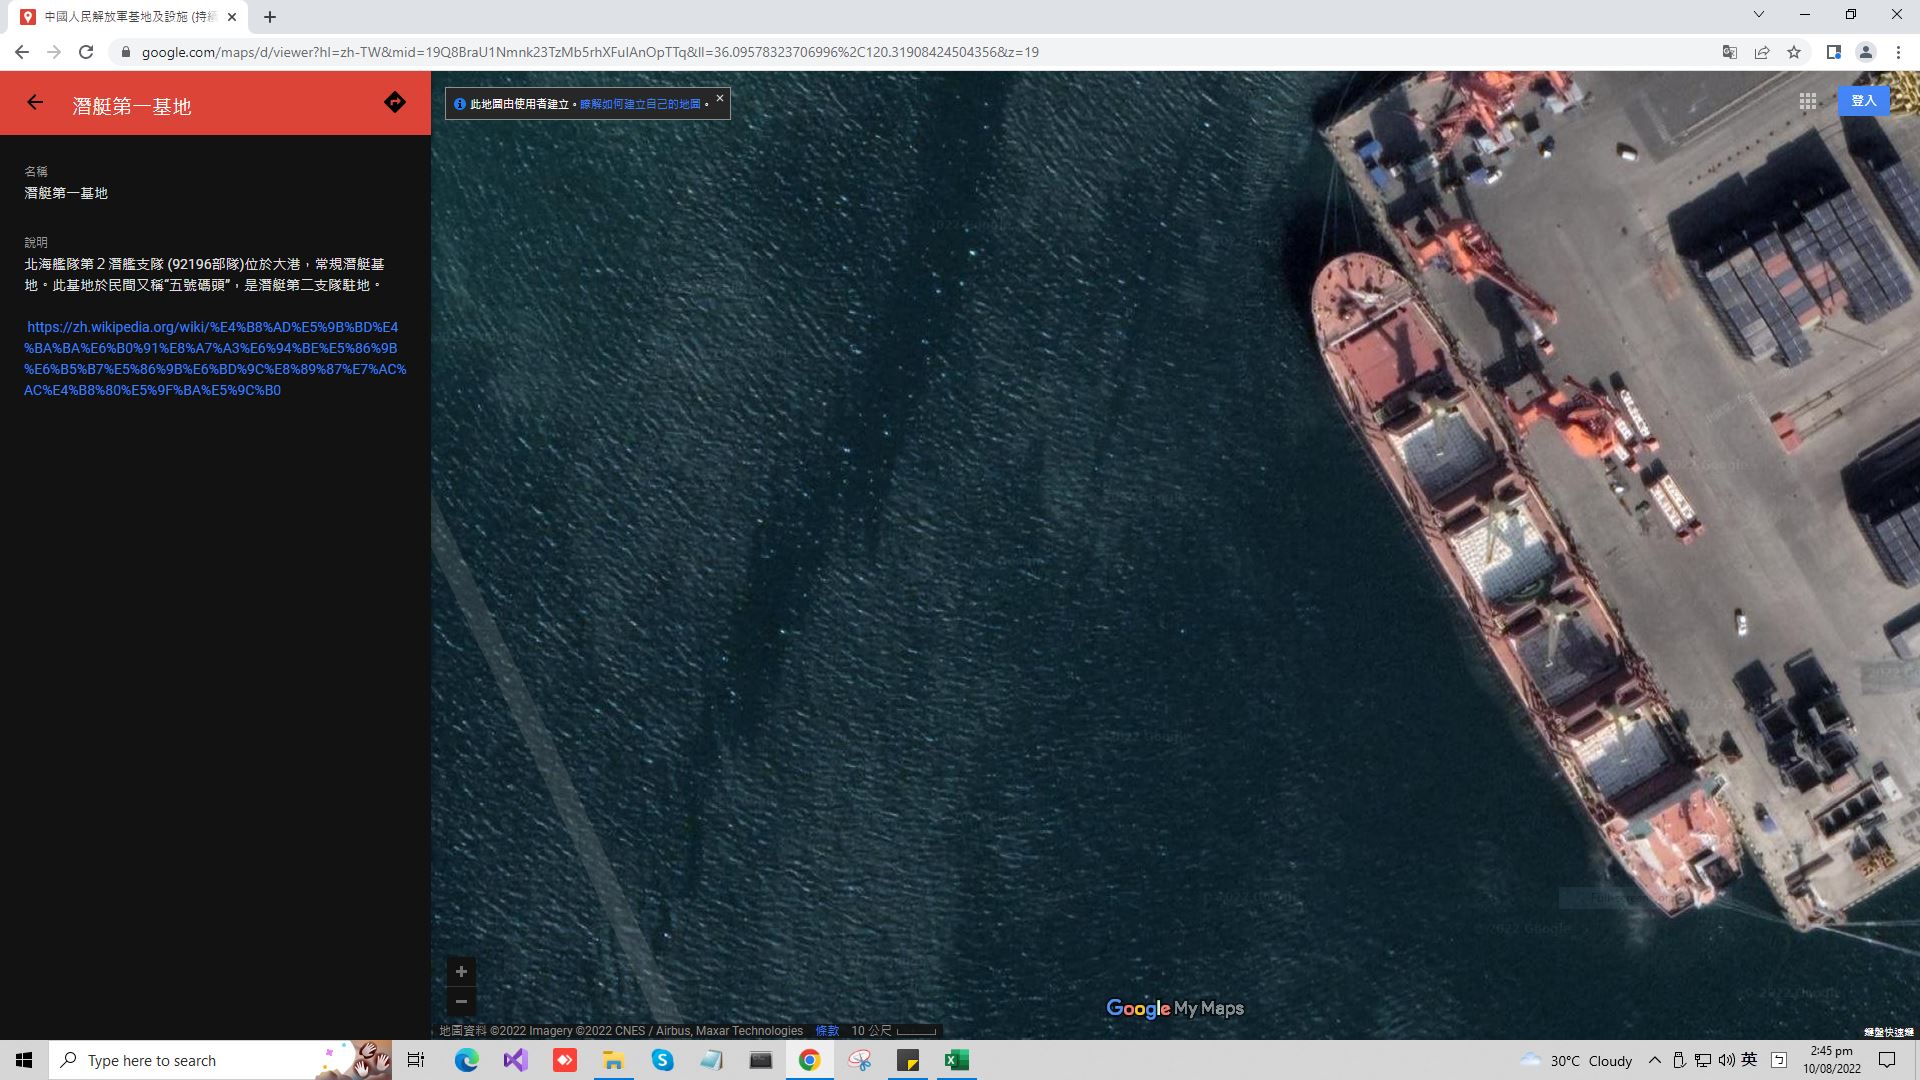 中國人民解放軍基地及設施 (持續
google.com/maps/d/viewer?hl=zh-TW&mid=19Q8BraU1Nmnk23TzMb5rhXFulAnOpTTq&ll=36.09578323706996%2C120.31908424504356&z=19
潛艇第一基地
此地圖由使用者建立。瞭解如何建立自己的地圖。
登入
名稱
潛艇第一基地
說明
北海艦隊第２潛艦支隊 (92196部隊)位於大港，常規潛艇基
地。此基地於民間又稱“五號碼頭”，是潛艇第二支隊駐地。
https://zh.wikipedia.org/wiki/%E4%B8%AD%E5%9B%BD%E4
%BA%BA%E6%B0%91%E8%A7%A3%E6%94%BE%E5%86%9B
%E6%B5%B7%E5%86%9B%E6%BD%9C%E8%89%87%E7%AC%
AC%E4%B8%80%E5%9F%BA%E5%9C%B0
Google My Maps
地圖資料 ©2022 Imagery ©2022 CNES / Airbus, Maxar Technologies 條款 10 公尺
鍵盤快速鍵
Type here to search
30°C Cloudy
英
2:45 pm
10/08/2022